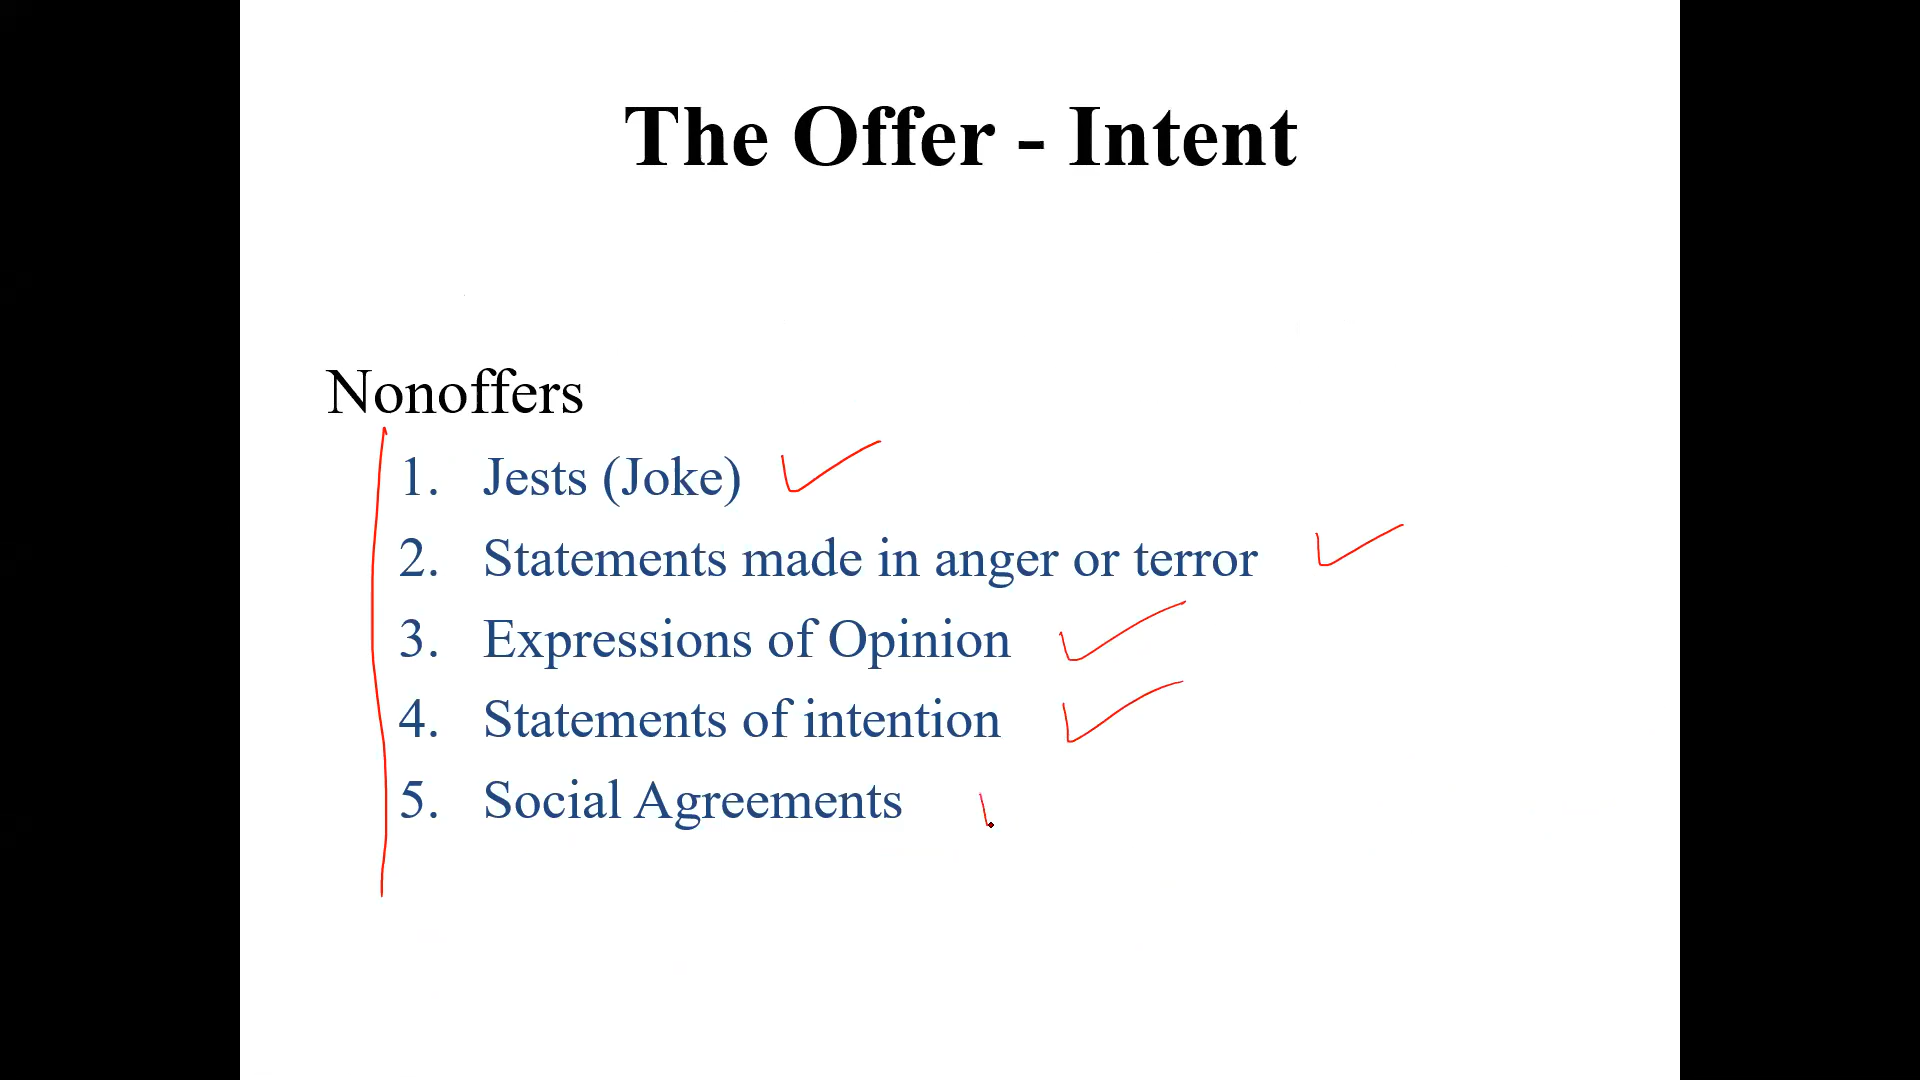 The Offer - Intent
Nonoffers
1. Jests (Joke)
2. Statements made in anger or terror
3. Expressions of Opinion
4. Statements of intention
5. Social Agreements